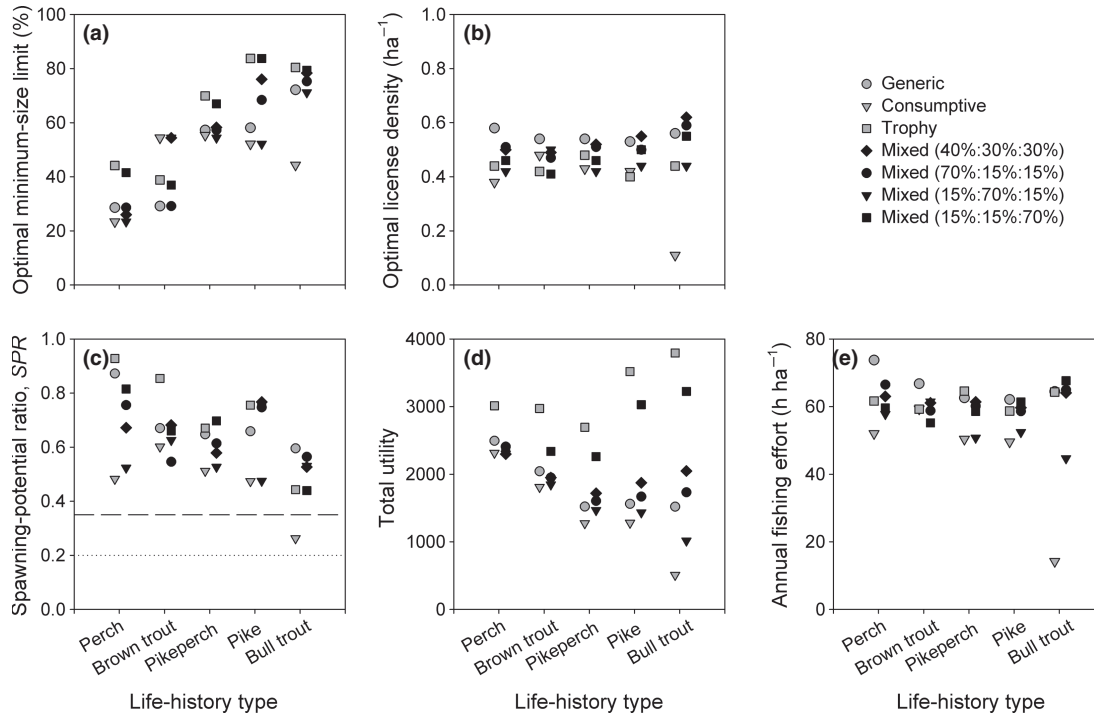 (a)
Optimal minimum-size limit (%)
100
80
60
40
20
0
(b)
Optimal license density (ha⁻¹)
1.0
0.8
0.6
0.4
0.2
0.0
Generic
Consumptive
Trophy
Mixed (40%:30%:30%)
Mixed (70%:15%:15%)
Mixed (15%:70%:15%)
Mixed (15%:15%:70%)
(c)
Spawning-potential ratio, SPR
1.0
0.8
0.6
0.4
0.2
0.0
Perch
Brown trout
Pikeperch
Pike
Bull trout
Life-history type
(d)
Total utility
4000
3000
2000
1000
0
Perch
Brown trout
Pikeperch
Pike
Bull trout
Life-history type
(e)
Annual fishing effort (h ha⁻¹)
80
60
40
20
0
Perch
Brown trout
Pikeperch
Pike
Bull trout
Life-history type